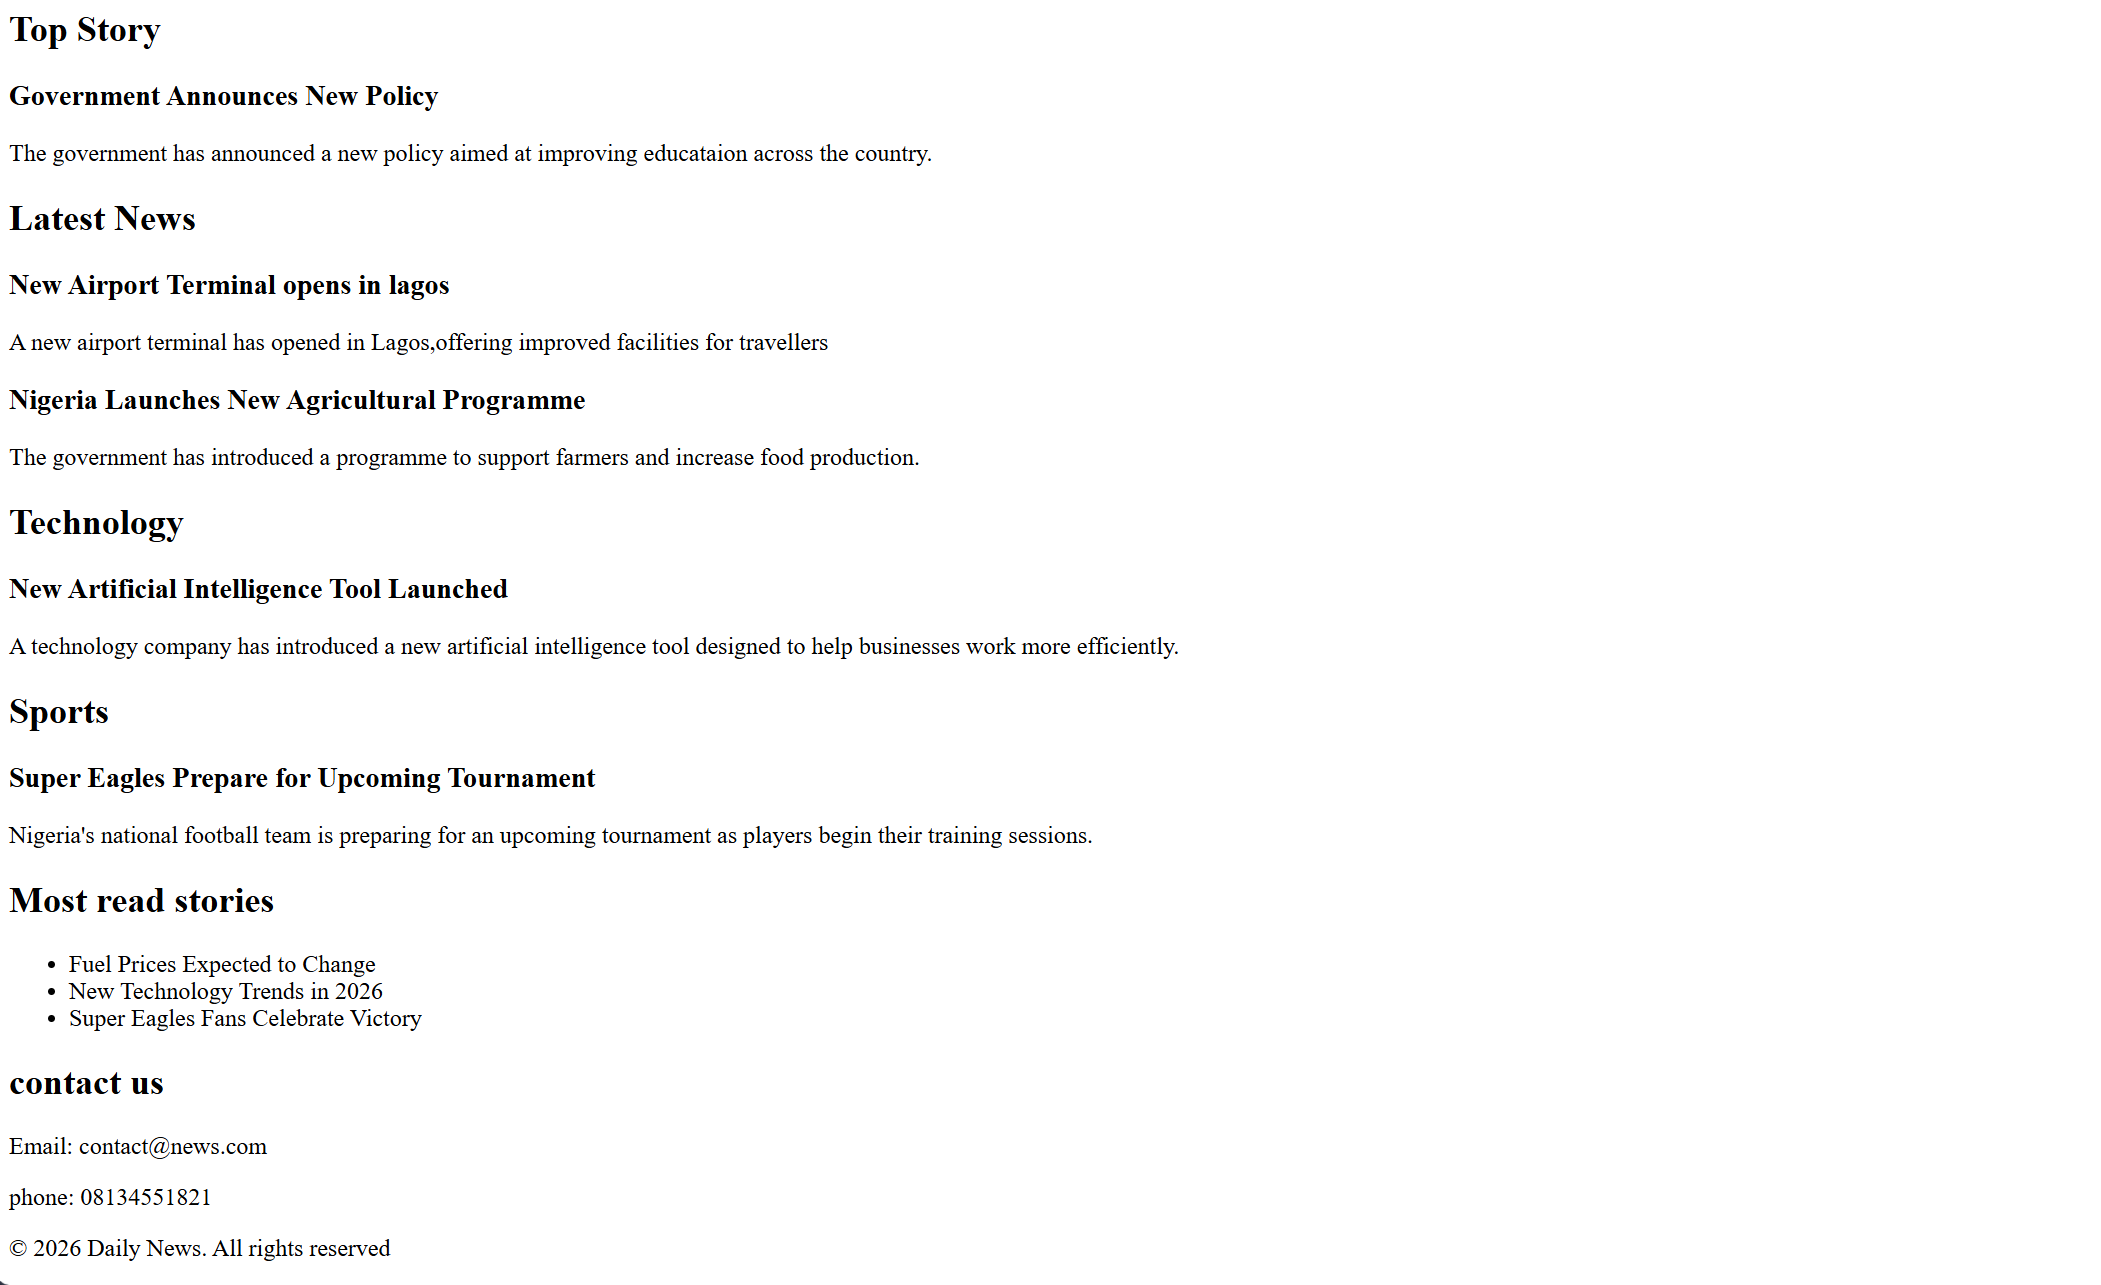 Top Story
Government Announces New Policy
The government has announced a new policy aimed at improving educataion across the country.
Latest News
New Airport Terminal opens in lagos
A new airport terminal has opened in Lagos,offering improved facilities for travellers
Nigeria Launches New Agricultural Programme
The government has introduced a programme to support farmers and increase food production.
Technology
New Artificial Intelligence Tool Launched
A technology company has introduced a new artificial intelligence tool designed to help businesses work more efficiently.
Sports
Super Eagles Prepare for Upcoming Tournament
Nigeria's national football team is preparing for an upcoming tournament as players begin their training sessions.
Most read stories
• Fuel Prices Expected to Change
• New Technology Trends in 2026
• Super Eagles Fans Celebrate Victory
contact us
Email: contact@news.com
phone: 08134551821
© 2026 Daily News. All rights reserved